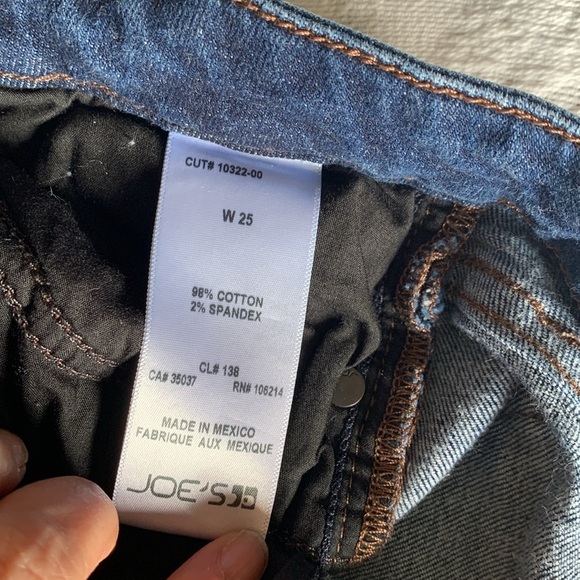 CUT# 10322-00
W 25
98% COTTON
2% SPANDEX
CL# 138
CA# 35037 RN# 106214
MADE IN MEXICO
FABRIQUE AUX MEXIQUE
JOE'S